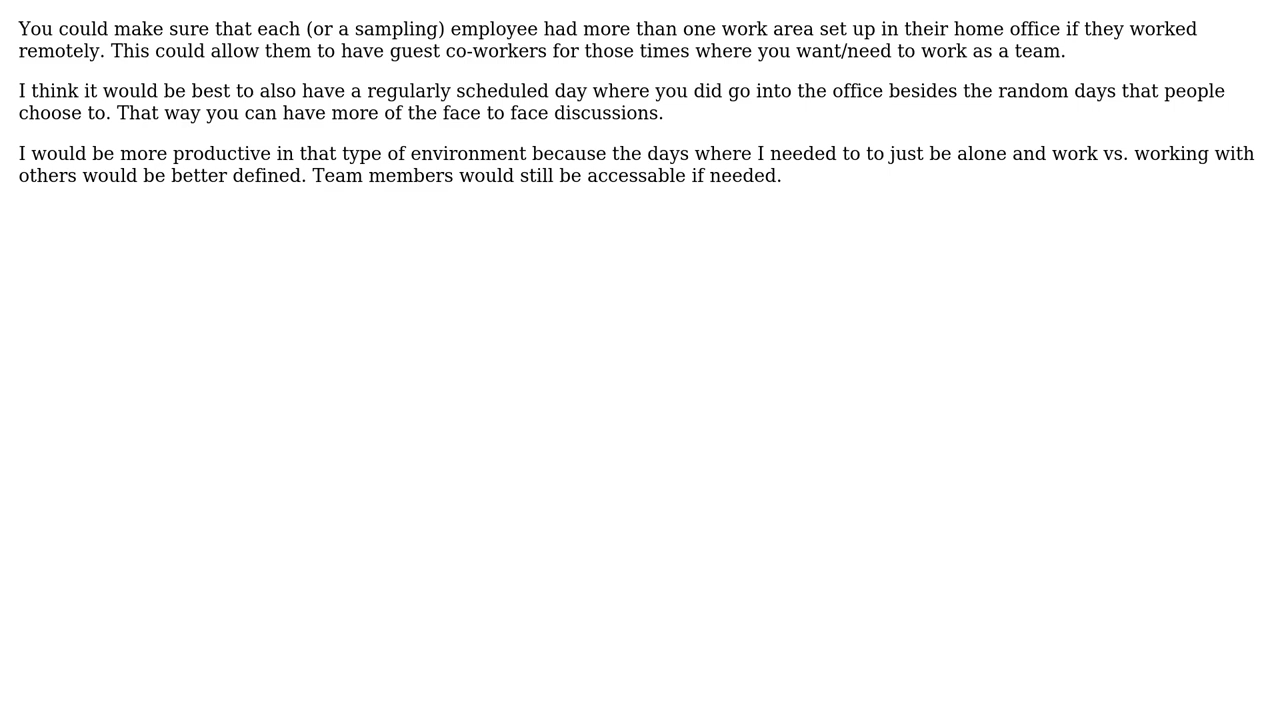 You could make sure that each (or a sampling) employee had more than one work area set up in their home office if they worked
remotely. This could allow them to have guest co-workers for those times where you want/need to work as a team.
I think it would be best to also have a regularly scheduled day where you did go into the office besides the random days that people
choose to. That way you can have more of the face to face discussions.
I would be more productive in that type of environment because the days where I needed to to just be alone and work vs. working with
others would be better defined. Team members would still be accessable if needed.